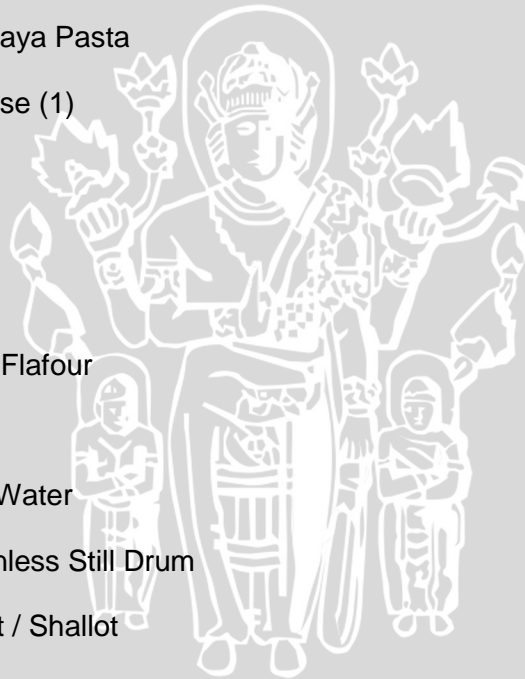 aya Pasta
se (1)
Flafour
Water
nless Still Drum
t / Shallot